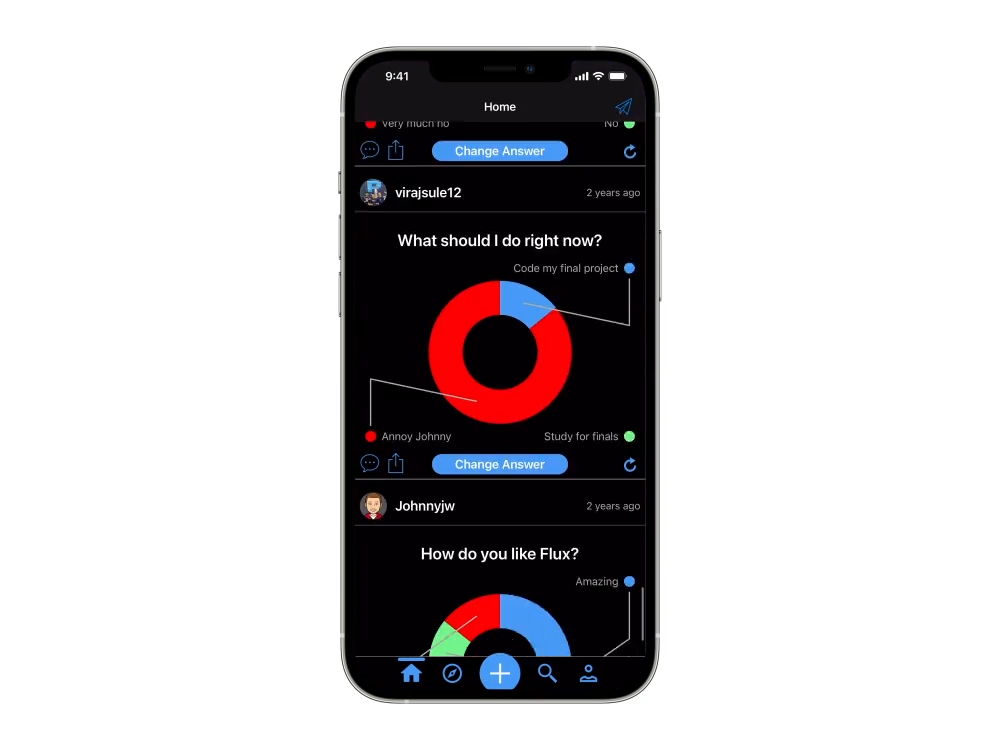 9:41
Home
Very much no
No
Change Answer
virajsule12
2 years ago
What should I do right now?
Code my final project
Annoy Johnny
Study for finals
Change Answer
Johnnyjw
2 years ago
How do you like Flux?
Amazing